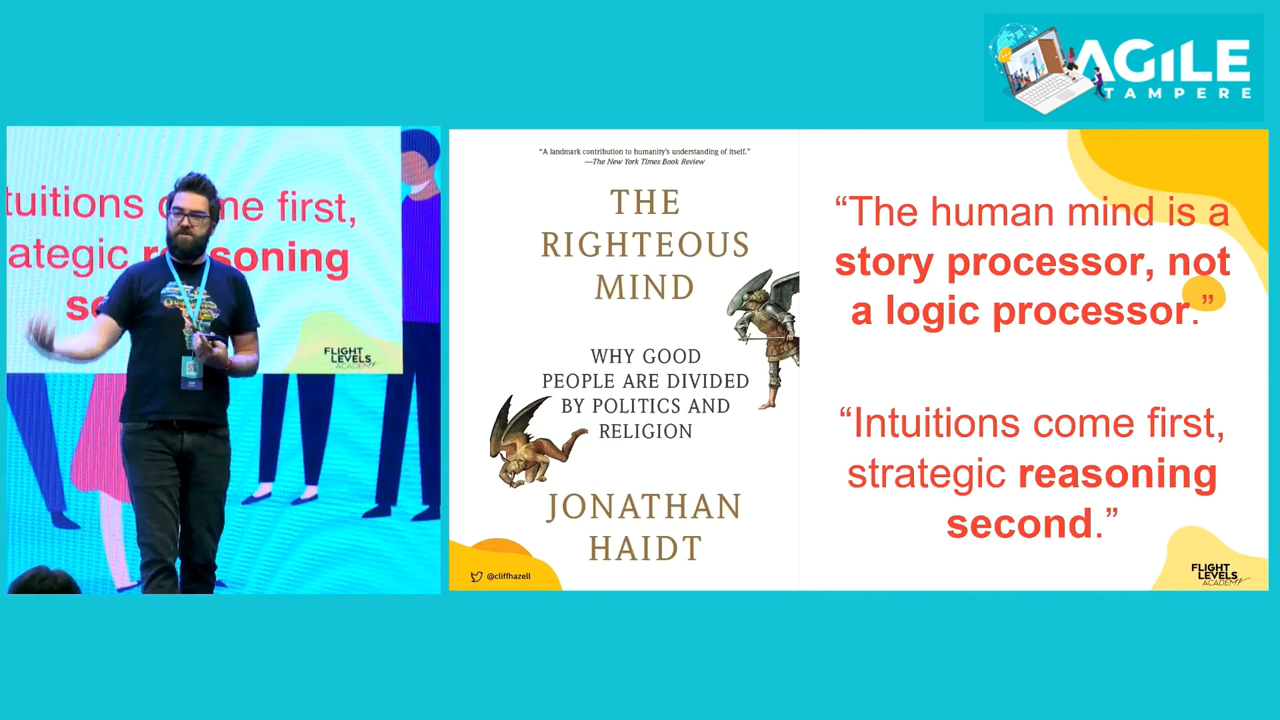 AGILE
TAMPERE
tuitions come first,
ategic reasoning
se
FLIGHT
LEVELS
ACADEMY
“A landmark contribution to humanity’s understanding of itself.”
—The New York Times Book Review
THE
RIGHTEOUS
MIND
WHY GOOD
PEOPLE ARE DIVIDED
BY POLITICS AND
RELIGION
JONATHAN
HAIDT
@cliffhazell
“The human mind is a
story processor, not
a logic processor.”
“Intuitions come first,
strategic reasoning
second.”
FLIGHT
LEVELS
ACADEMY